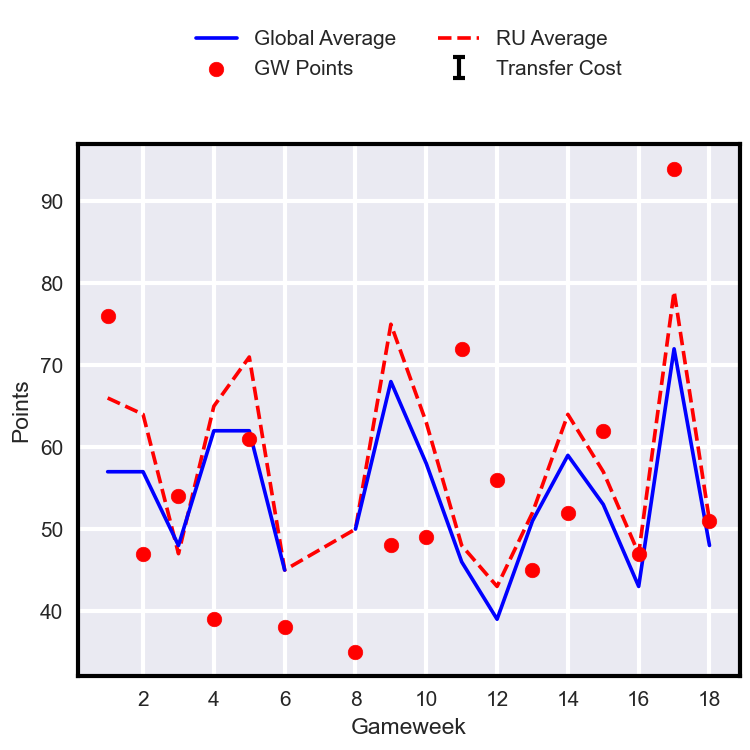 Global Average
RU Average
GW Points
Transfer Cost
90
80
70
60
50
40
Points
2 4 6 8 10 12 14 16 18
Gameweek